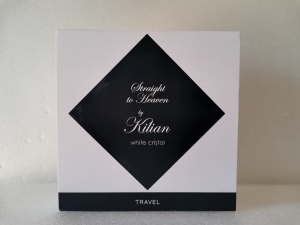 Straight
to Heaven
by
Kilian
white cristal
TRAVEL